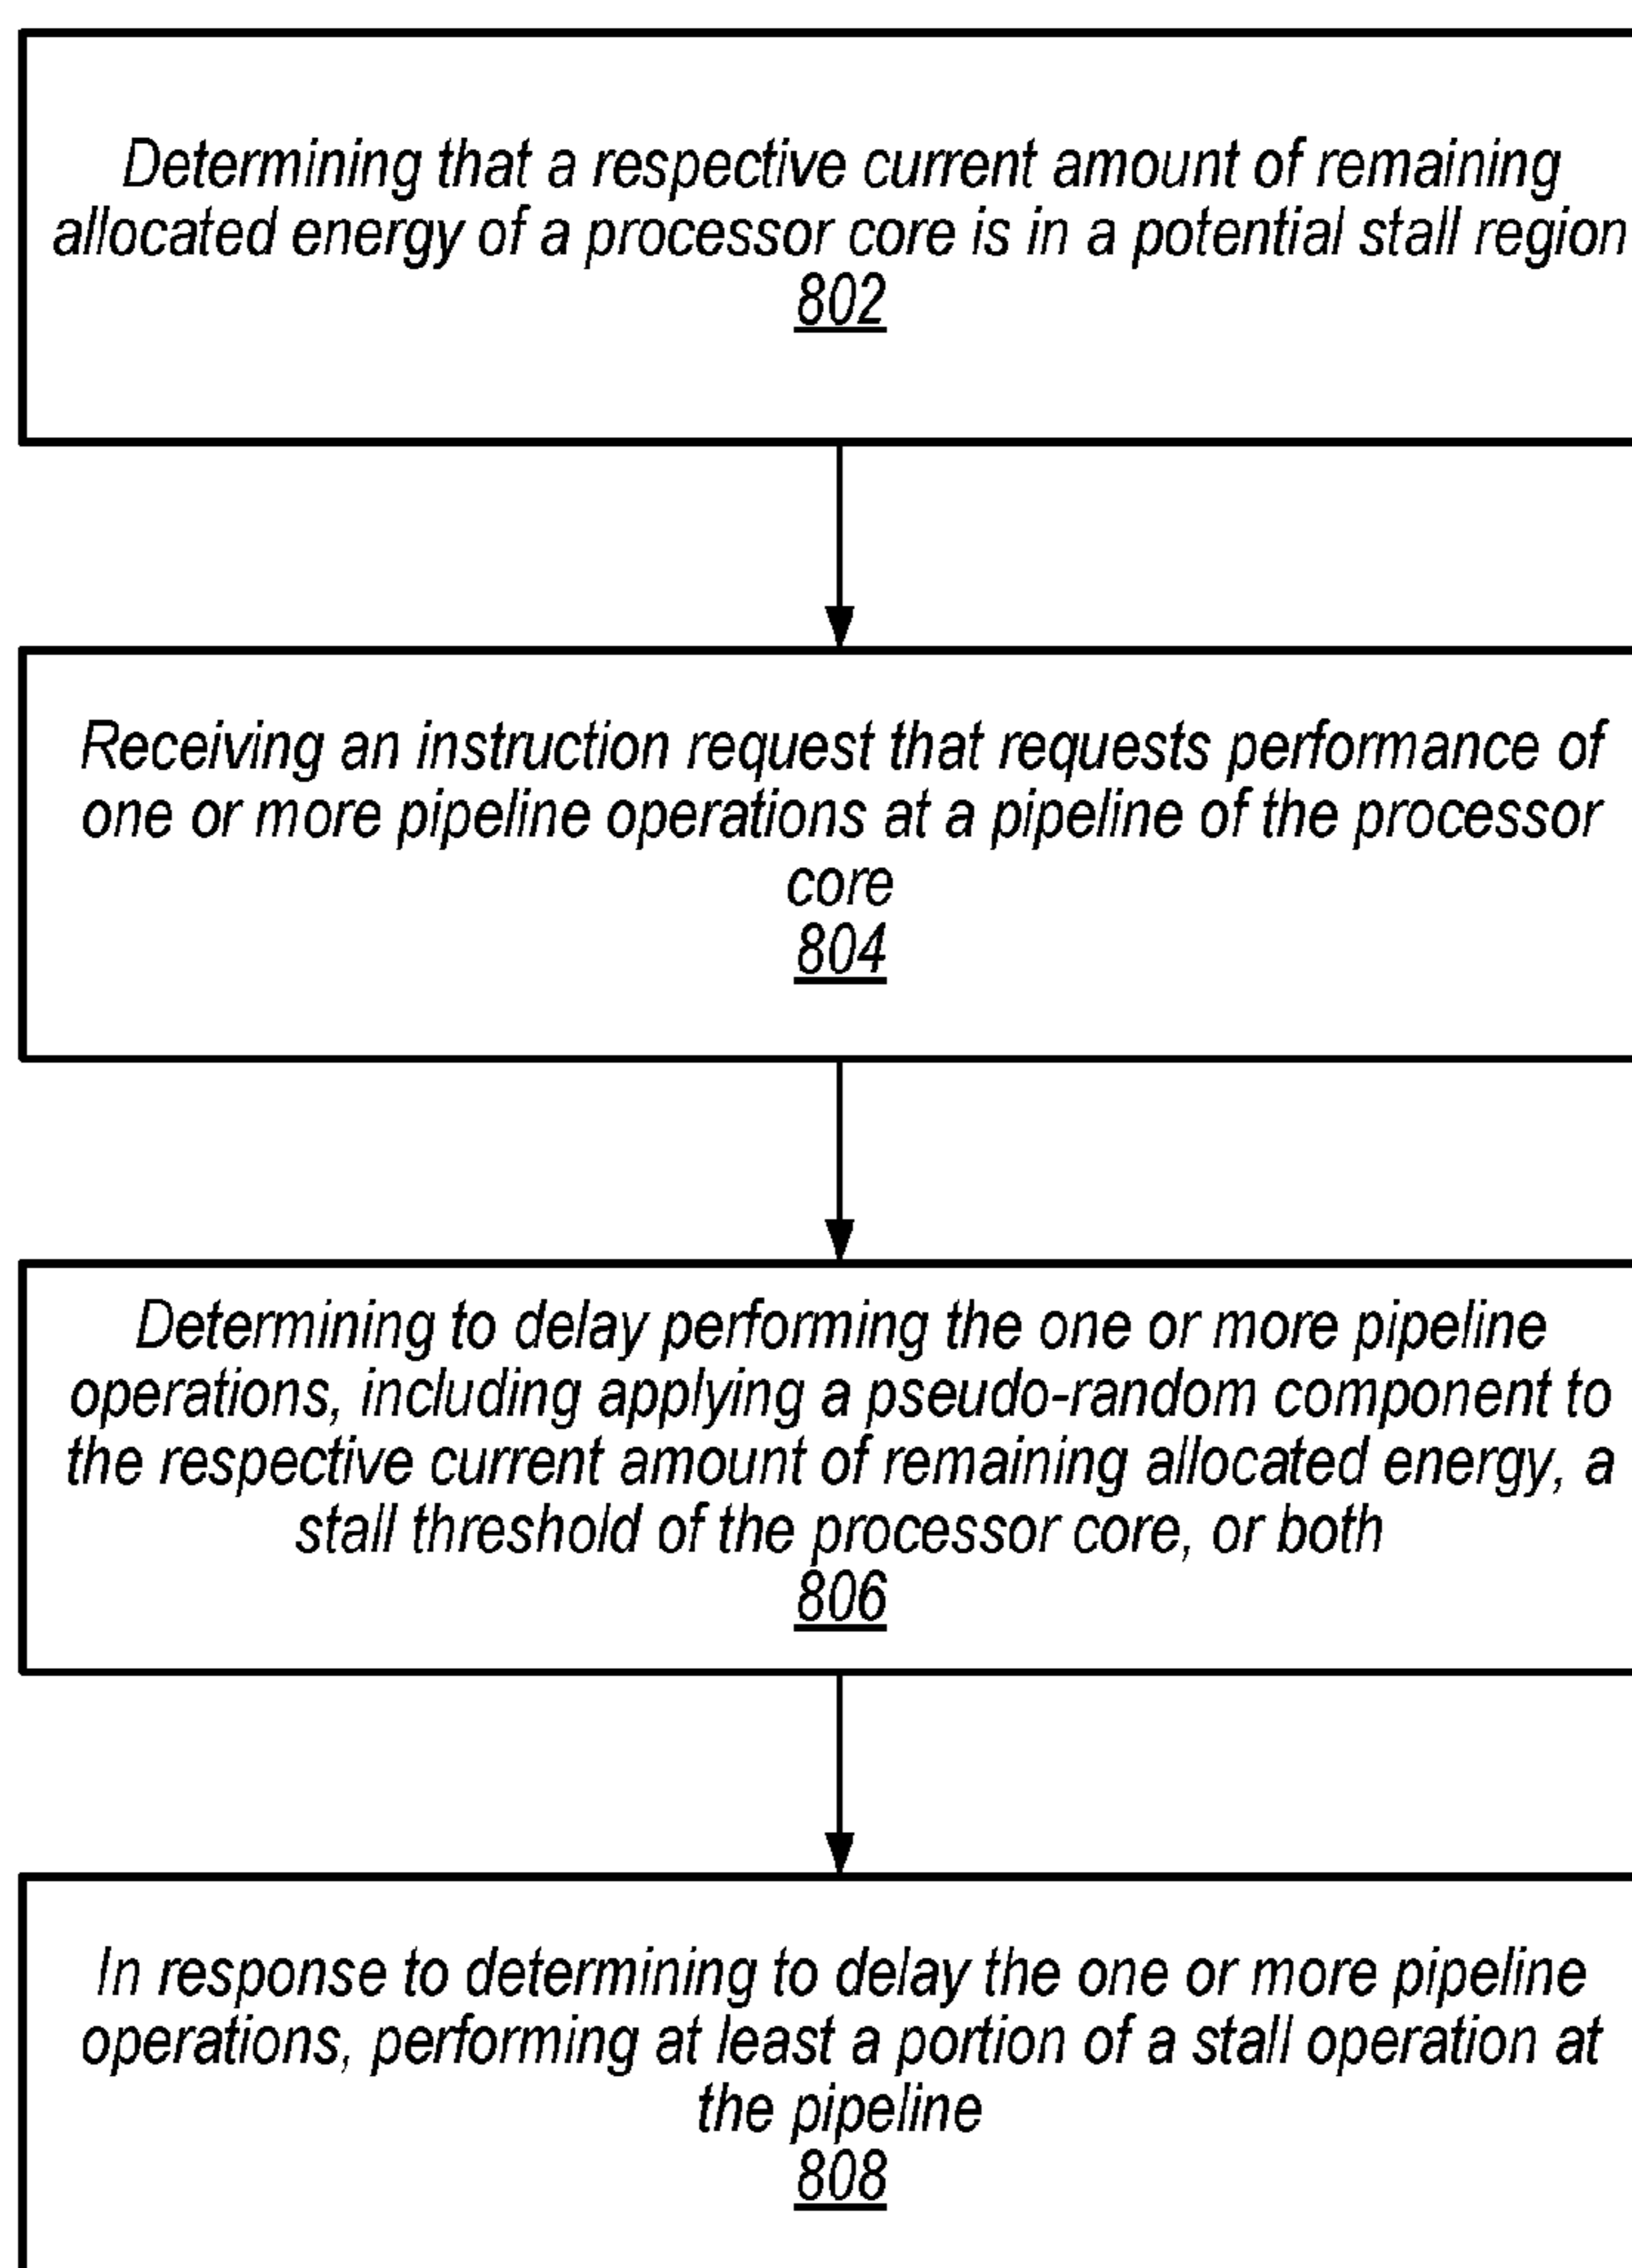 Determining that a respective current amount of remaining
allocated energy of a processor core is in a potential stall region
802
Receiving an instruction request that requests performance of
one or more pipeline operations at a pipeline of the processor
core
804
Determining to delay performing the one or more pipeline
operations, including applying a pseudo-random component to
the respective current amount of remaining allocated energy, a
stall threshold of the processor core, or both
806
In response to determining to delay the one or more pipeline
operations, performing at least a portion of a stall operation at
the pipeline
808